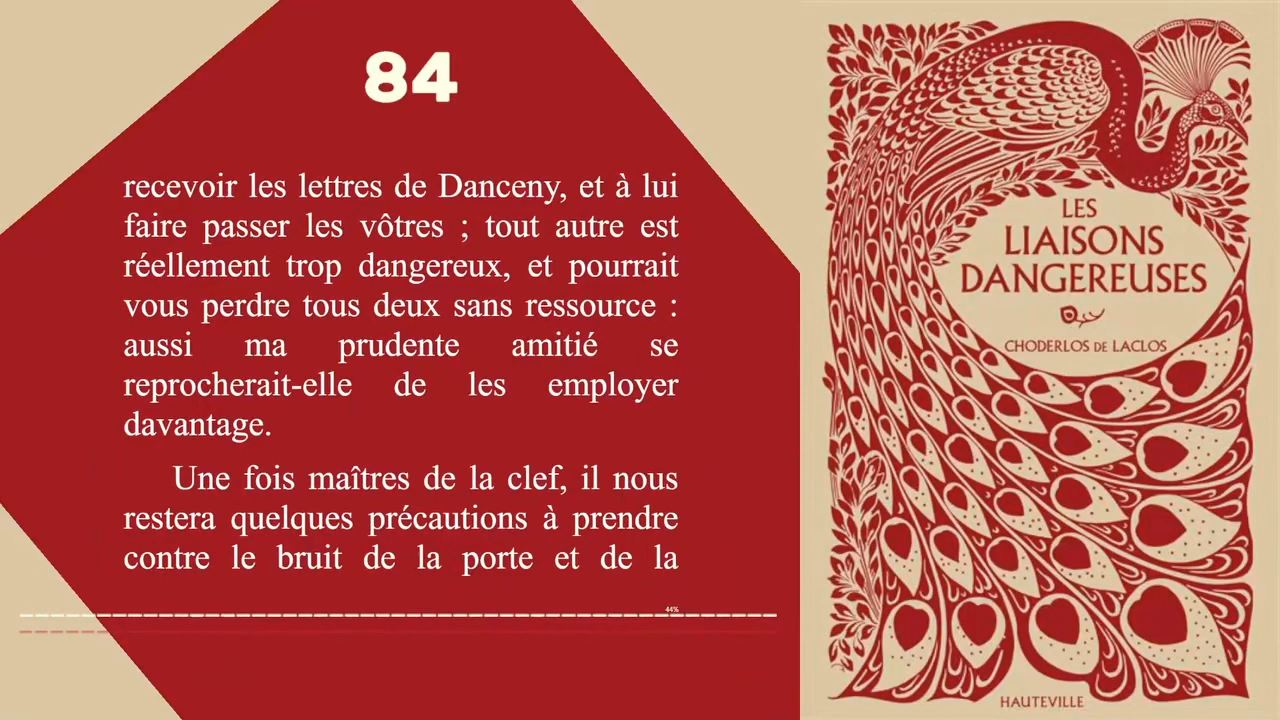 84
recevoir les lettres de Danceny, et à lui
faire passer les vôtres ; tout autre est
réellement trop dangereux, et pourrait
vous perdre tous deux sans ressource :
aussi ma prudente amitié se
reprocherait-elle de les employer
davantage.
Une fois maîtres de la clef, il nous
restera quelques précautions à prendre
contre le bruit de la porte et de la
44%
LES
LIAISONS
DANGEREUSES
CHODERLOS DE LACLOS
HAUTEVILLE